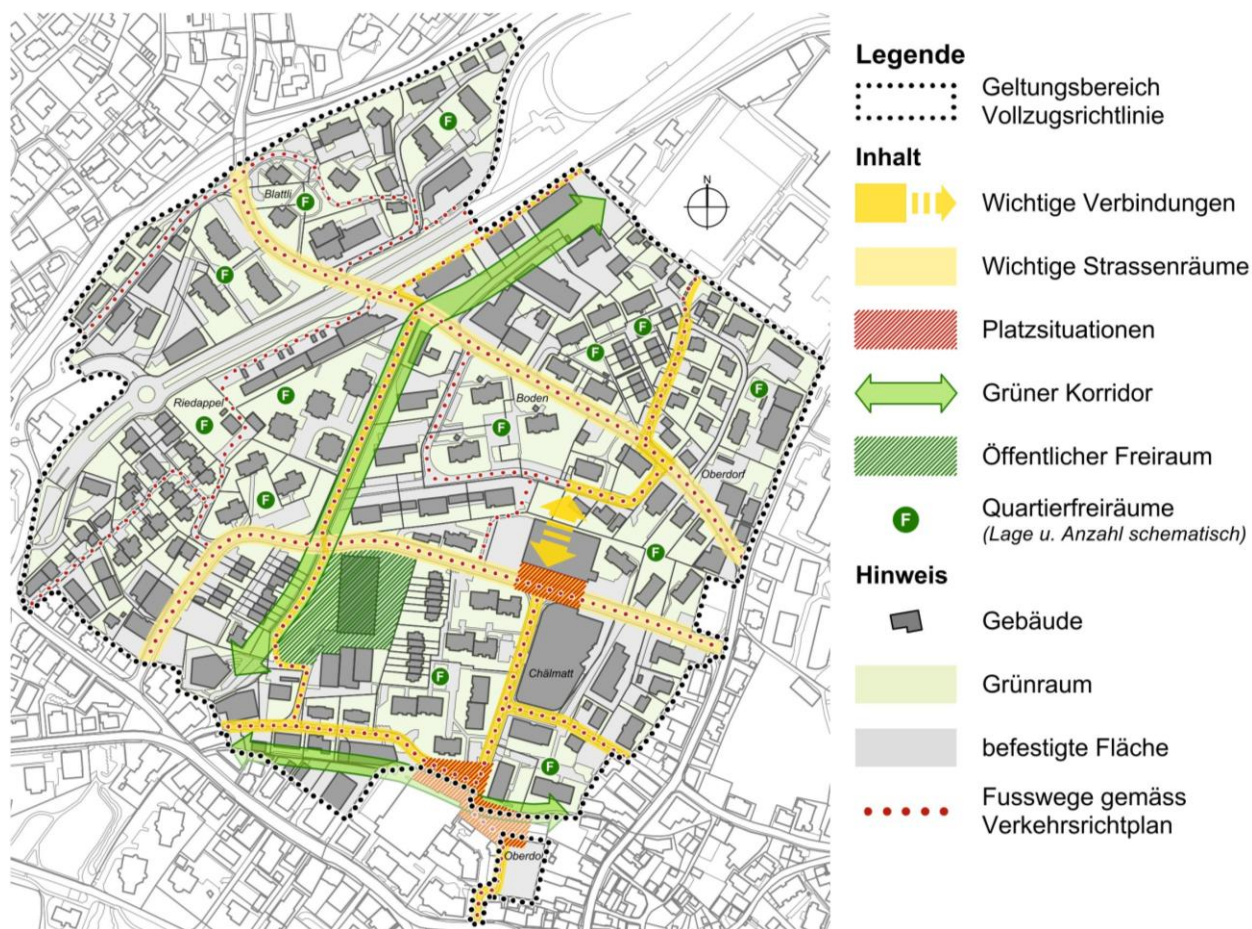 Legende
Geltungsbereich
Vollzugsrichtlinie
Inhalt
Wichtige Verbindungen
Wichtige Strassenräume
Platzsituationen
Grüner Korridor
Öffentlicher Freiraum
F
Quartierfreiräume
(Lage u. Anzahl schematisch)
Hinweis
Gebäude
Grünraum
befestigte Fläche
Fusswege gemäss
Verkehrsrichtplan
F
Blattli
F
N
F
F
F
F
Riedappel
F
F
Boden
F
Oberdorf
F
F
Chälmatt
F
F
Oberdorf